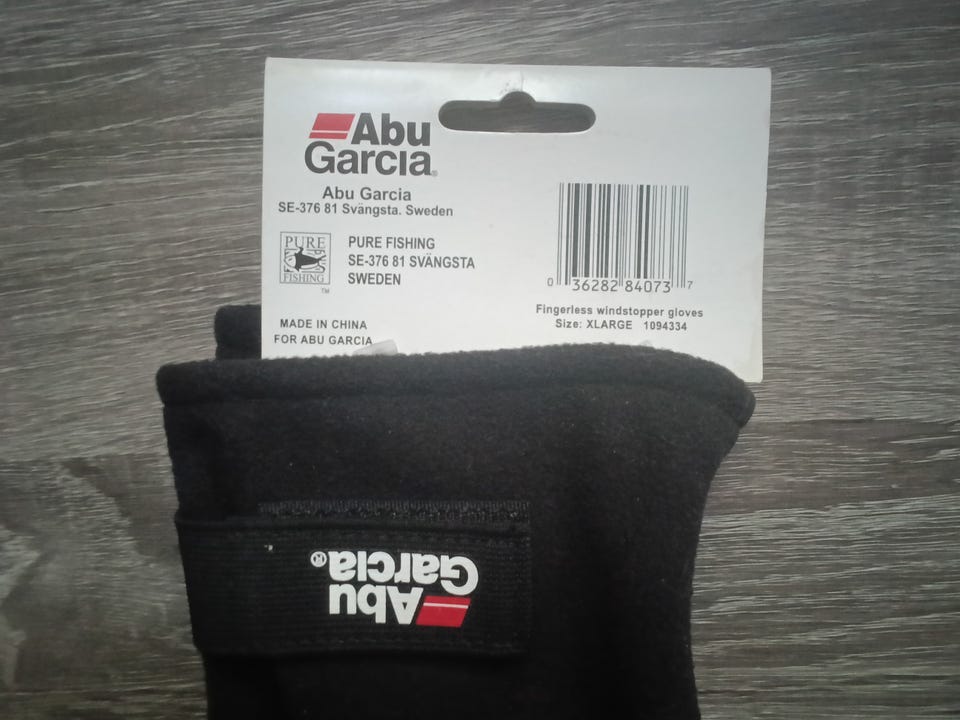 Abu
Garcia®
Abu Garcia
SE-376 81 Svängsta. Sweden
PURE
FISHING
TM
PURE FISHING
SE-376 81 SVÄNGSTA
SWEDEN
MADE IN CHINA
FOR ABU GARCIA
0 36282 84073 7
Fingerless windstopper gloves
Size: XLARGE 1094334
Abu
Garcia®